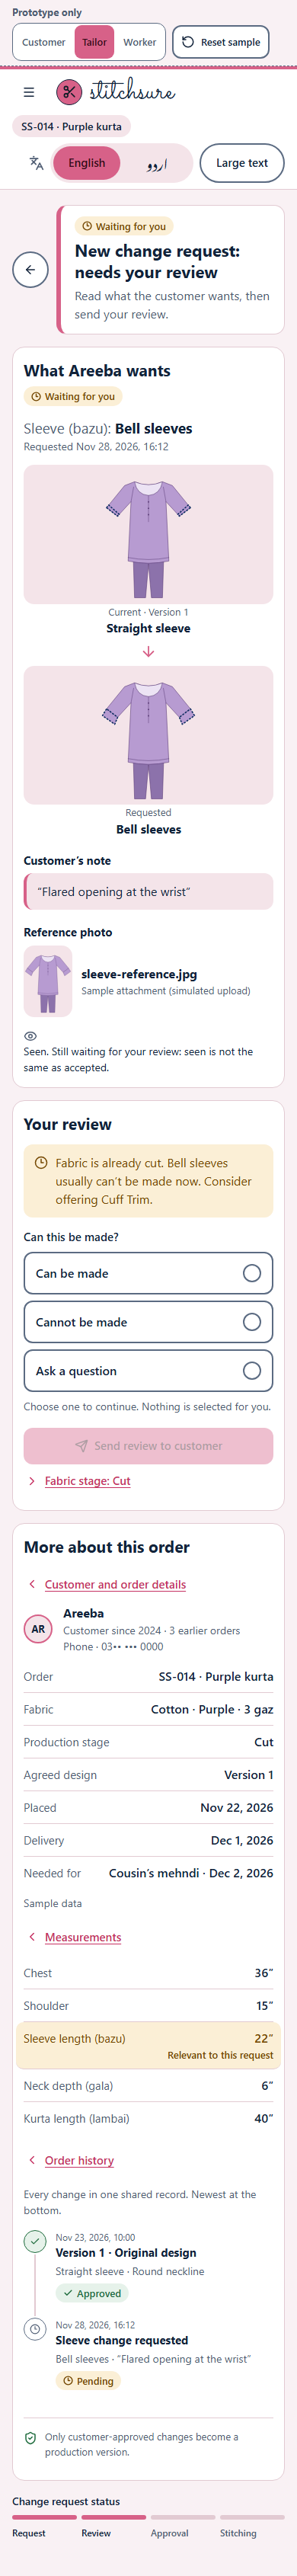 Prototype only
Customer
Tailor
Worker
Reset sample
stitchsure
SS-014 · Purple kurta
English
اردو
Large text
Waiting for you
New change request:
needs your review
Read what the customer wants, then
send your review.
What Areeba wants
Waiting for you
Sleeve (bazu): Bell sleeves
Requested Nov 28, 2026, 16:12
Current · Version 1
Straight sleeve
Requested
Bell sleeves
Customer’s note
“Flared opening at the wrist”
Reference photo
sleeve-reference.jpg
Sample attachment (simulated upload)
Seen. Still waiting for your review: seen is not the
same as accepted.
Your review
Fabric is already cut. Bell sleeves
usually can’t be made now. Consider
offering Cuff Trim.
Can this be made?
Can be made
Cannot be made
Ask a question
Choose one to continue. Nothing is selected for you.
Send review to customer
Fabric stage: Cut
More about this order
Customer and order details
AR
Areeba
Customer since 2024 · 3 earlier orders
Phone · 03•• ••• 0000
Order SS-014 · Purple kurta
Fabric Cotton · Purple · 3 gaz
Production stage Cut
Agreed design Version 1
Placed Nov 22, 2026
Delivery Dec 1, 2026
Needed for Cousin’s mehndi · Dec 2, 2026
Sample data
Measurements
Chest 36″
Shoulder 15″
Sleeve length (bazu) 22″
Relevant to this request
Neck depth (gala) 6″
Kurta length (lambai) 40″
Order history
Every change in one shared record. Newest at the
bottom.
Nov 23, 2026, 10:00
Version 1 · Original design
Straight sleeve · Round neckline
Approved
Nov 28, 2026, 16:12
Sleeve change requested
Bell sleeves · “Flared opening at the wrist”
Pending
Only customer-approved changes become a
production version.
Change request status
Request
Review
Approval
Stitching